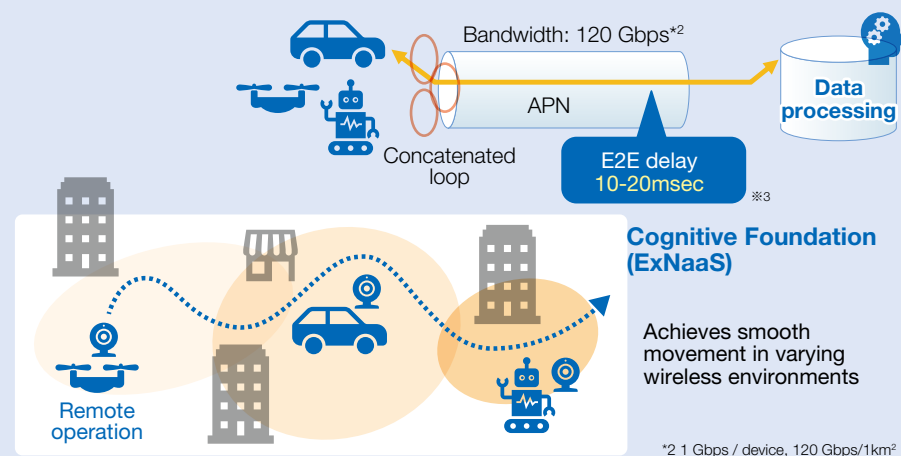 Bandwidth: 120 Gbps*2
APN
Data
processing
Concatenated
loop
E2E delay
10-20msec
※3
Cognitive Foundation
(ExNaaS)
Achieves smooth
movement in varying
wireless environments
Remote
operation
*2 1 Gbps / device, 120 Gbps/1km²